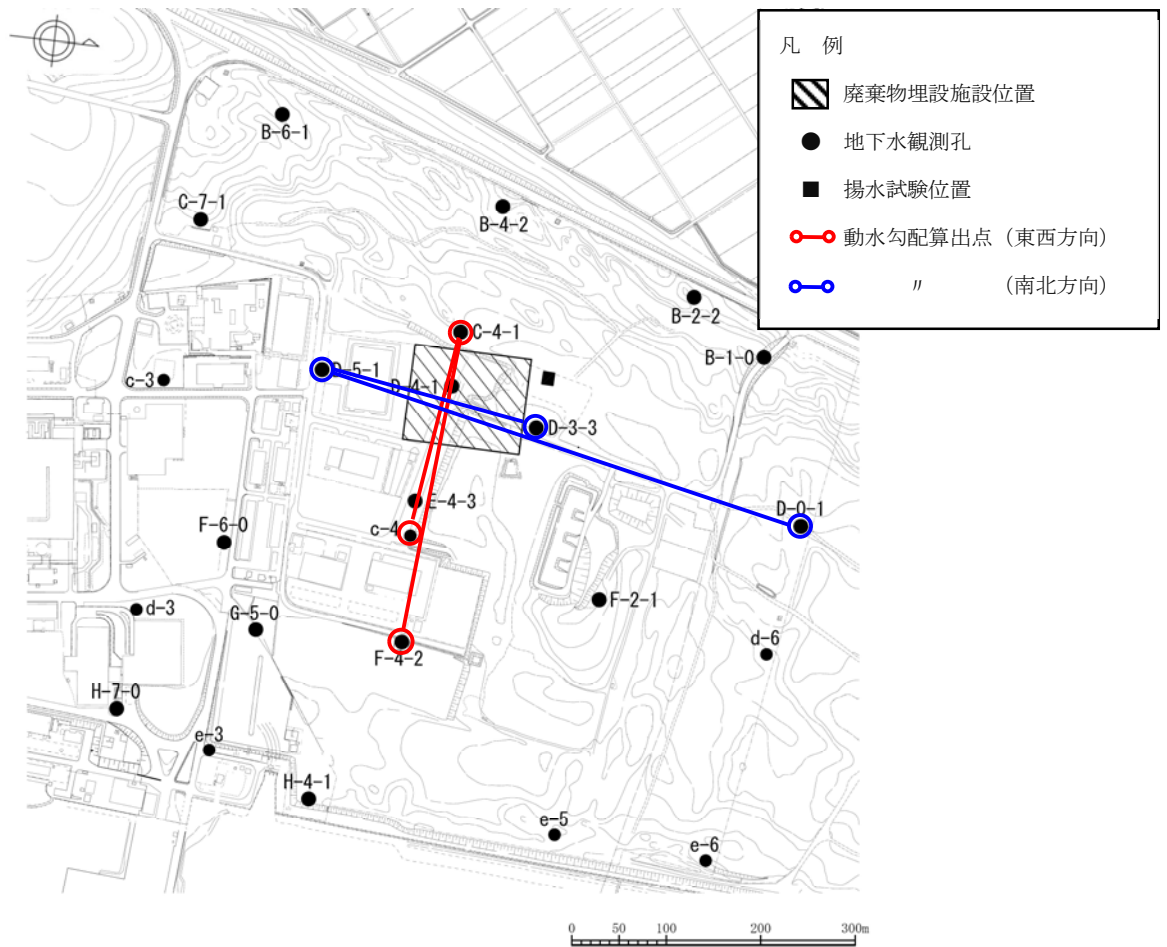 凡 例
廃棄物埋設施設位置
地下水観測孔
揚水試験位置
動水勾配算出点（東西方向）
〃 （南北方向）
B-6-1
C-7-1
B-4-2
B-2-2
C-4-1
B-1-0
D-5-1
c-3
D-4-1
D-3-3
E-4-3
D-0-1
c-4
F-6-0
F-2-1
d-3
G-5-0
F-4-2
d-6
H-7-0
e-3
H-4-1
e-5
e-6
0 50 100 200 300m